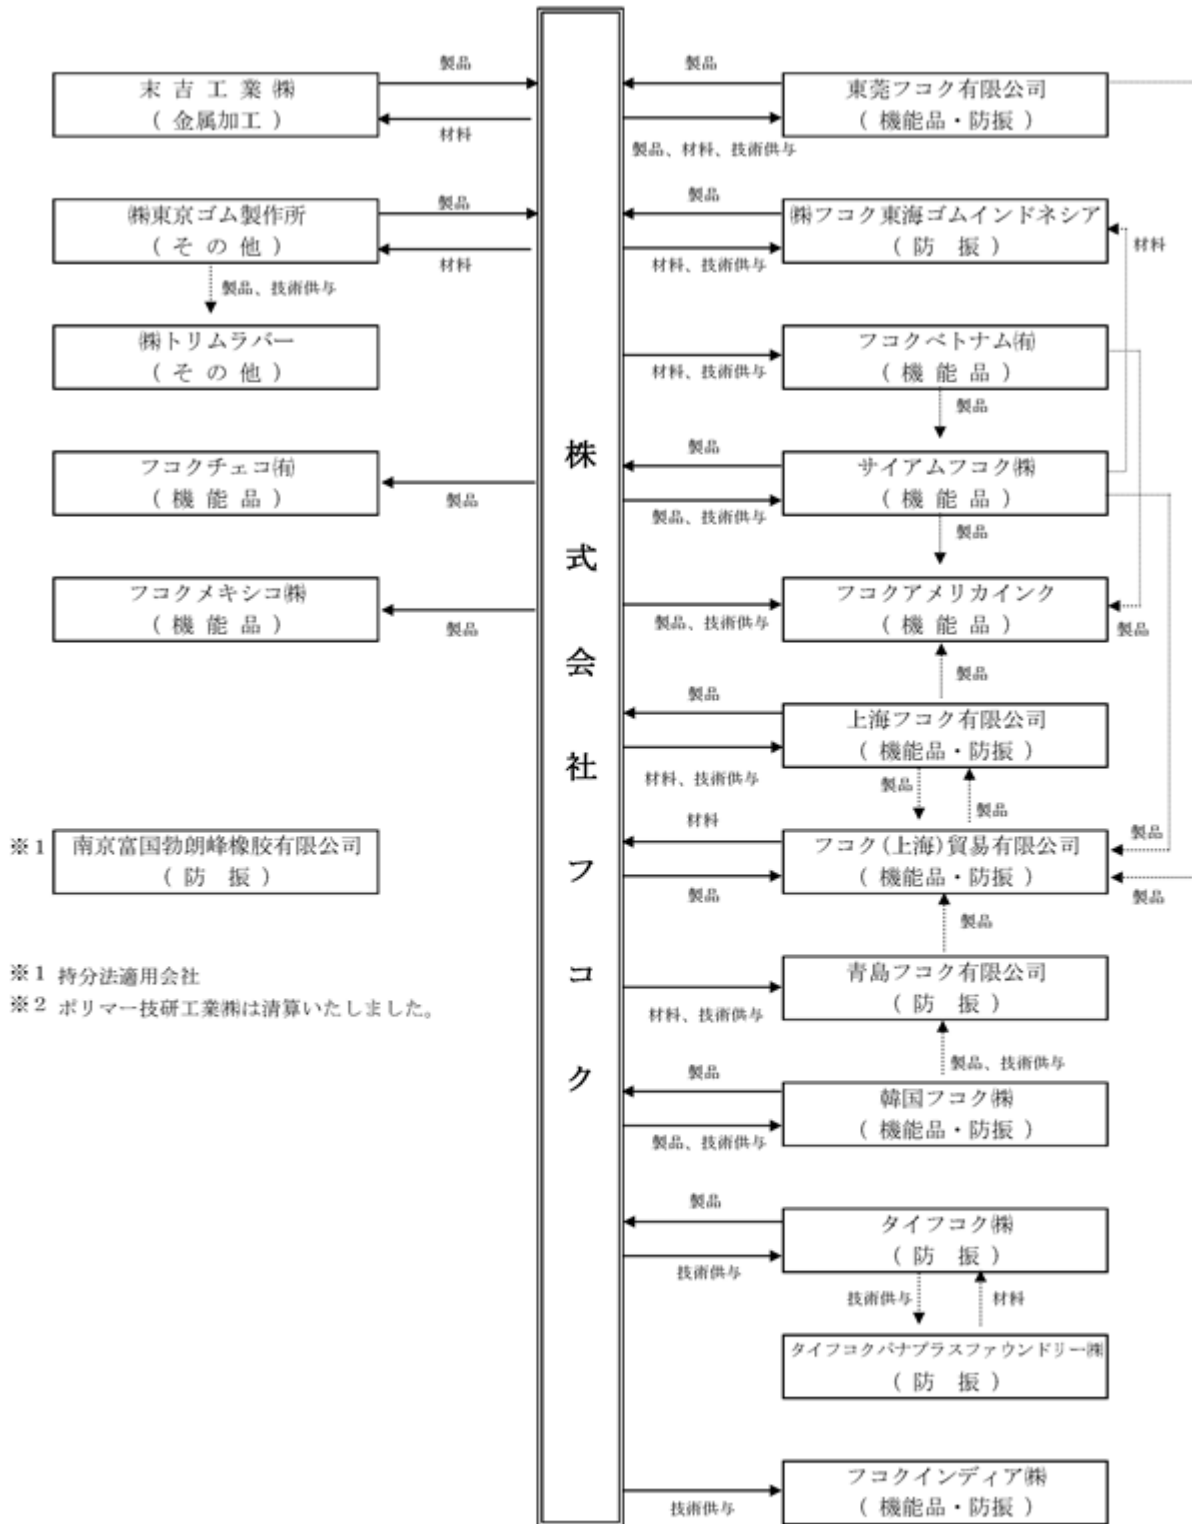 製品
末吉工業㈱
(金属加工)
材料
製品
㈱東京ゴム製作所
(その他)
材料
製品、技術供与
㈱トリムラバー
(その他)
フコクチェコ㈲
(機能品)
製品
フコクメキシコ㈱
(機能品)
製品
※1 南京富国勃朗峰橡胶有限公司
(防 振)
※1 持分法適用会社
※2 ポリマー技研工業㈱は清算いたしました。
株式会社フコク
製品
東莞フコク有限公司
(機能品・防振)
製品、材料、技術供与
製品
㈱フコク東海ゴムインドネシア
(防 振)
材料
材料、技術供与
フコクベトナム㈲
(機能品)
材料、技術供与
製品
製品
サイアムフコク㈱
(機能品)
製品、技術供与
製品
フコクアメリカインク
(機能品)
製品、技術供与
製品
製品
製品
上海フコク有限公司
(機能品・防振)
材料、技術供与
製品
製品
材料
製品
フコク(上海)貿易有限公司
(機能品・防振)
製品
製品
製品
青島フコク有限公司
(防 振)
材料、技術供与
製品、技術供与
製品
韓国フコク㈱
(機能品・防振)
製品、技術供与
製品
タイフコク㈱
(防 振)
技術供与
技術供与
材料
タイフコクパナプラスファウンドリー㈱
(防 振)
フコクインディア㈱
(機能品・防振)
技術供与